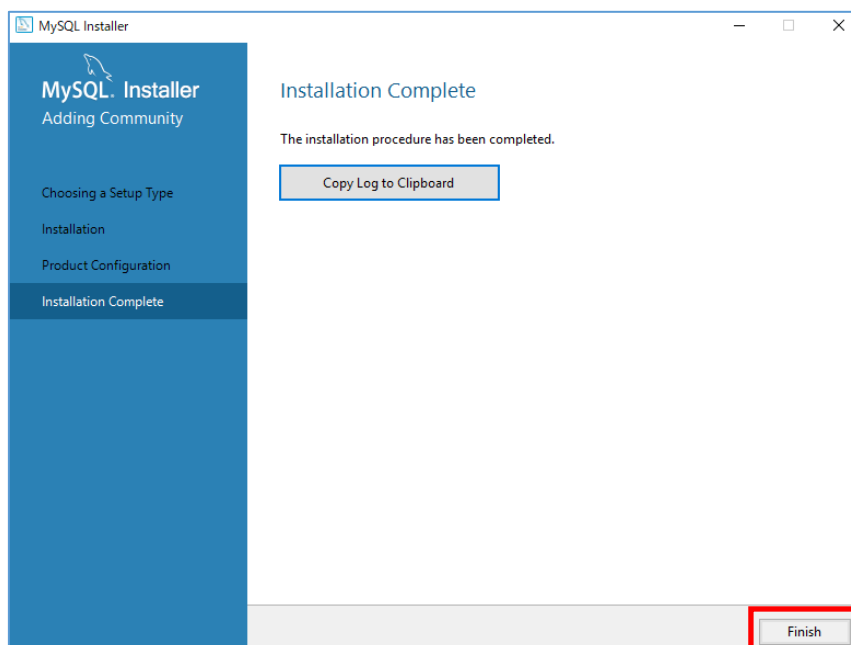 MySQL Installer
MySQL. Installer
Adding Community
Choosing a Setup Type
Installation
Product Configuration
Installation Complete
Installation Complete
The installation procedure has been completed.
Copy Log to Clipboard
Finish